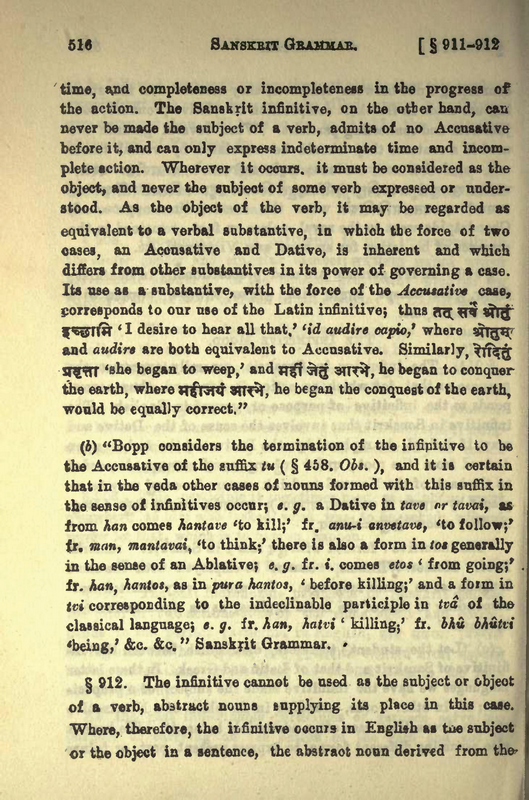 516 SANSKRIT GRAMMAR. [ § 911-912
time, and completeness or incompleteness in the progress of
the action. The Sanskṛit infinitive, on the other hand, can
never be made the subject of a verb, admits of no Accusative
before it, and can only express indeterminate time and incom-
plete action. Wherever it occurs, it must be considered as the
object, and never the subject of some verb expressed or under-
stood. As the object of the verb, it may be regarded as
equivalent to a verbal substantive, in which the force of two
cases, an Accusative and Dative, is inherent and which
differs from other substantives in its power of governing a case.
Its use as a substantive, with the force of the Accusative case,
corresponds to our use of the Latin infinitive; thus तद् सर्वं श्रोतुं
इच्छामि ‘I desire to hear all that,’ ‘id audire capio,’ where श्रोतुम्
and audire are both equivalent to Accusative. Similarly, रोदितुं
प्रवृत्ता ‘she began to weep,’ and महीं जेतुं आरभे, he began to conquer
the earth, where महीजयं आरभे, he began the conquest of the earth,
would be equally correct.”
(b) “Bopp considers the termination of the infinitive to be
the Accusative of the suffix tu ( § 458. Obs. ), and it is certain
that in the veda other cases of nouns formed with this suffix in
the sense of infinitives occur; e. g. a Dative in tave or tavai, as
from han comes hantave ‘to kill;’ fr. anu-i anvetave, ‘to follow;’
fr. man, mantavai, ‘to think;’ there is also a form in tos generally
in the sense of an Ablative; e. g. fr. i. comes etos ‘from going;’
fr. han, hantos, as in pura hantos, ‘ before killing;’ and a form in
tvi corresponding to the indeclinable participle in tvâ of the
classical language; e. g. fr. han, hatvi ‘ killing;’ fr. bhû bhûtvi
‘being,’ &c. &c.” Sanskṛit Grammar.
§ 912. The infinitive cannot be used as the subject or object
of a verb, abstract nouns supplying its place in this case.
Where, therefore, the infinitive occurs in English as the subject
or the object in a sentence, the abstract noun derived from the